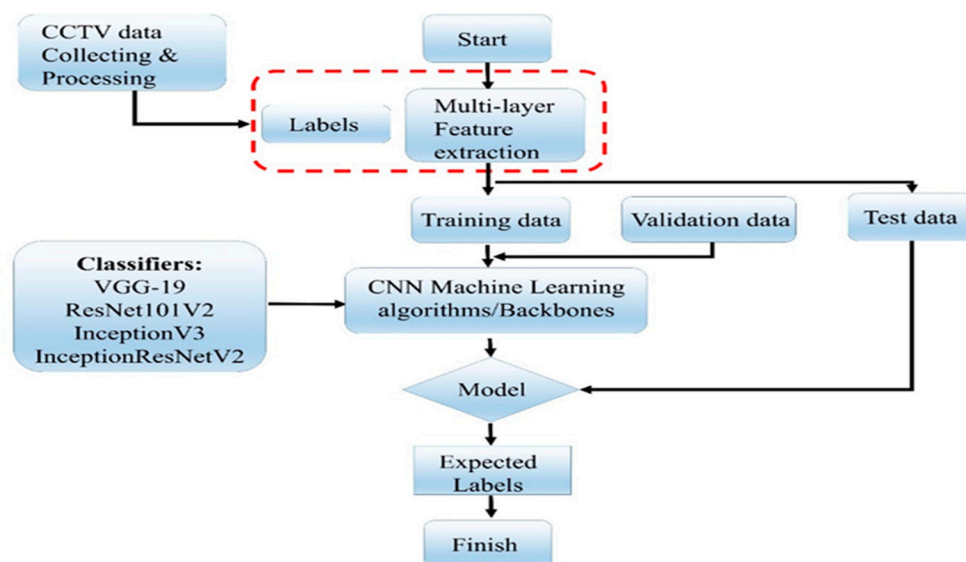 CCTV data
Collecting &
Processing
Start
Labels
Multi-layer
Feature
extraction
Training data
Validation data
Test data
Classifiers:
VGG-19
ResNet101V2
InceptionV3
InceptionResNetV2
CNN Machine Learning
algorithms/Backbones
Model
Expected
Labels
Finish